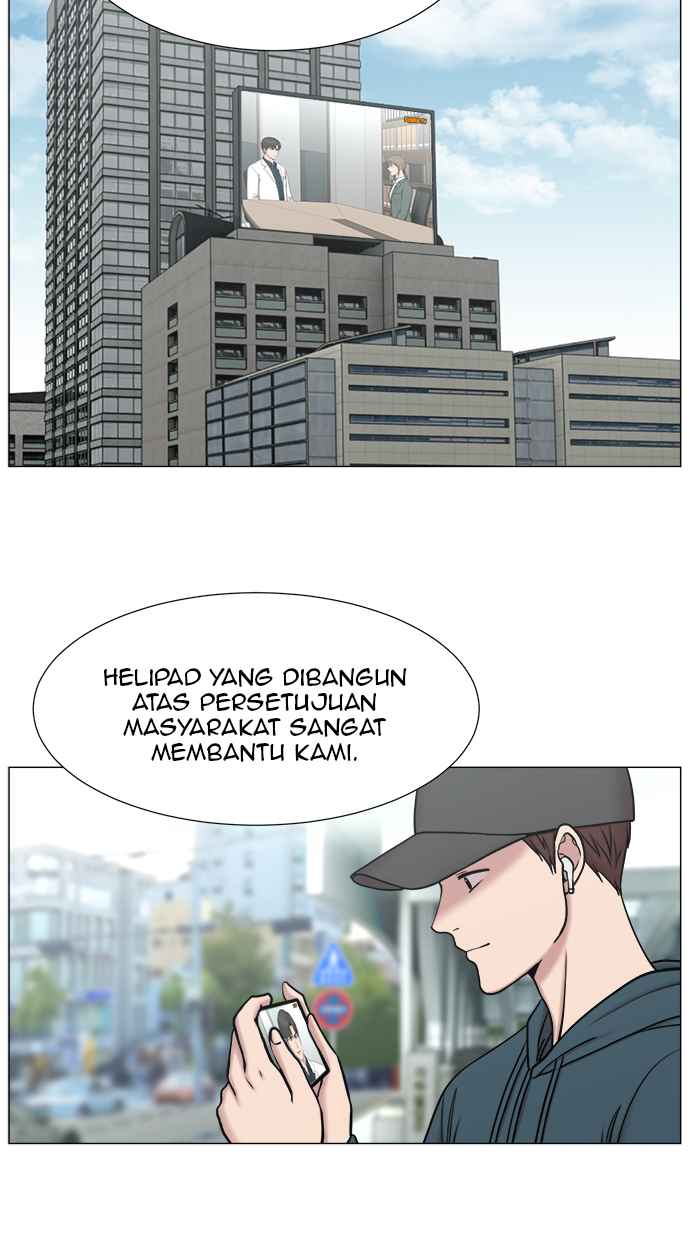 HELIPAD YANG DIBANGUN
ATAS PERSETUJUAN
MASYARAKAT SANGAT
MEMBANTU KAMI.